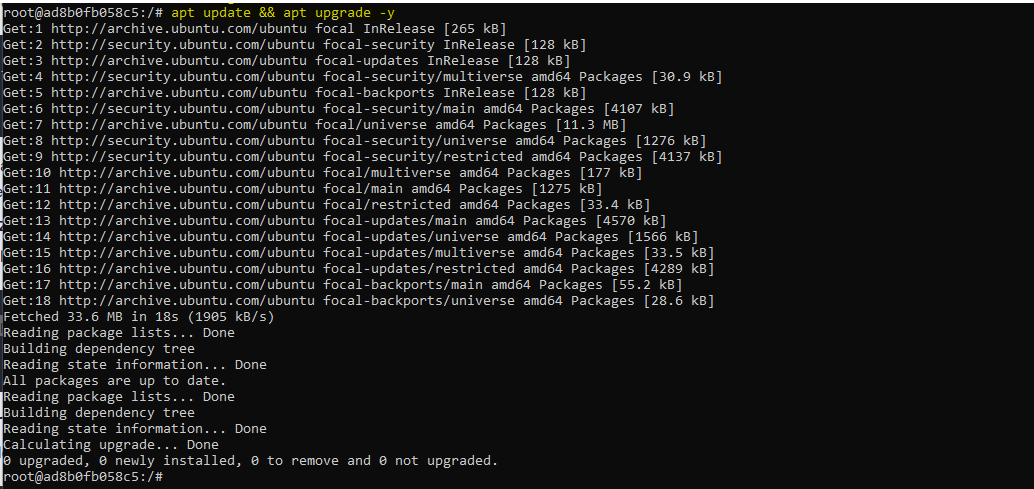 root@ad8b0fb058c5:/# apt update && apt upgrade -y
Get:1 http://archive.ubuntu.com/ubuntu focal InRelease [265 kB]
Get:2 http://security.ubuntu.com/ubuntu focal-security InRelease [128 kB]
Get:3 http://archive.ubuntu.com/ubuntu focal-updates InRelease [128 kB]
Get:4 http://security.ubuntu.com/ubuntu focal-security/multiverse amd64 Packages [30.9 kB]
Get:5 http://archive.ubuntu.com/ubuntu focal-backports InRelease [128 kB]
Get:6 http://security.ubuntu.com/ubuntu focal-security/main amd64 Packages [4107 kB]
Get:7 http://archive.ubuntu.com/ubuntu focal/universe amd64 Packages [11.3 MB]
Get:8 http://security.ubuntu.com/ubuntu focal-security/universe amd64 Packages [1276 kB]
Get:9 http://security.ubuntu.com/ubuntu focal-security/restricted amd64 Packages [4137 kB]
Get:10 http://archive.ubuntu.com/ubuntu focal/multiverse amd64 Packages [177 kB]
Get:11 http://archive.ubuntu.com/ubuntu focal/main amd64 Packages [1275 kB]
Get:12 http://archive.ubuntu.com/ubuntu focal/restricted amd64 Packages [33.4 kB]
Get:13 http://archive.ubuntu.com/ubuntu focal-updates/main amd64 Packages [4570 kB]
Get:14 http://archive.ubuntu.com/ubuntu focal-updates/universe amd64 Packages [1566 kB]
Get:15 http://archive.ubuntu.com/ubuntu focal-updates/multiverse amd64 Packages [33.5 kB]
Get:16 http://archive.ubuntu.com/ubuntu focal-updates/restricted amd64 Packages [4289 kB]
Get:17 http://archive.ubuntu.com/ubuntu focal-backports/main amd64 Packages [55.2 kB]
Get:18 http://archive.ubuntu.com/ubuntu focal-backports/universe amd64 Packages [28.6 kB]
Fetched 33.6 MB in 18s (1905 kB/s)
Reading package lists... Done
Building dependency tree
Reading state information... Done
All packages are up to date.
Reading package lists... Done
Building dependency tree
Reading state information... Done
Calculating upgrade... Done
0 upgraded, 0 newly installed, 0 to remove and 0 not upgraded.
root@ad8b0fb058c5:/#